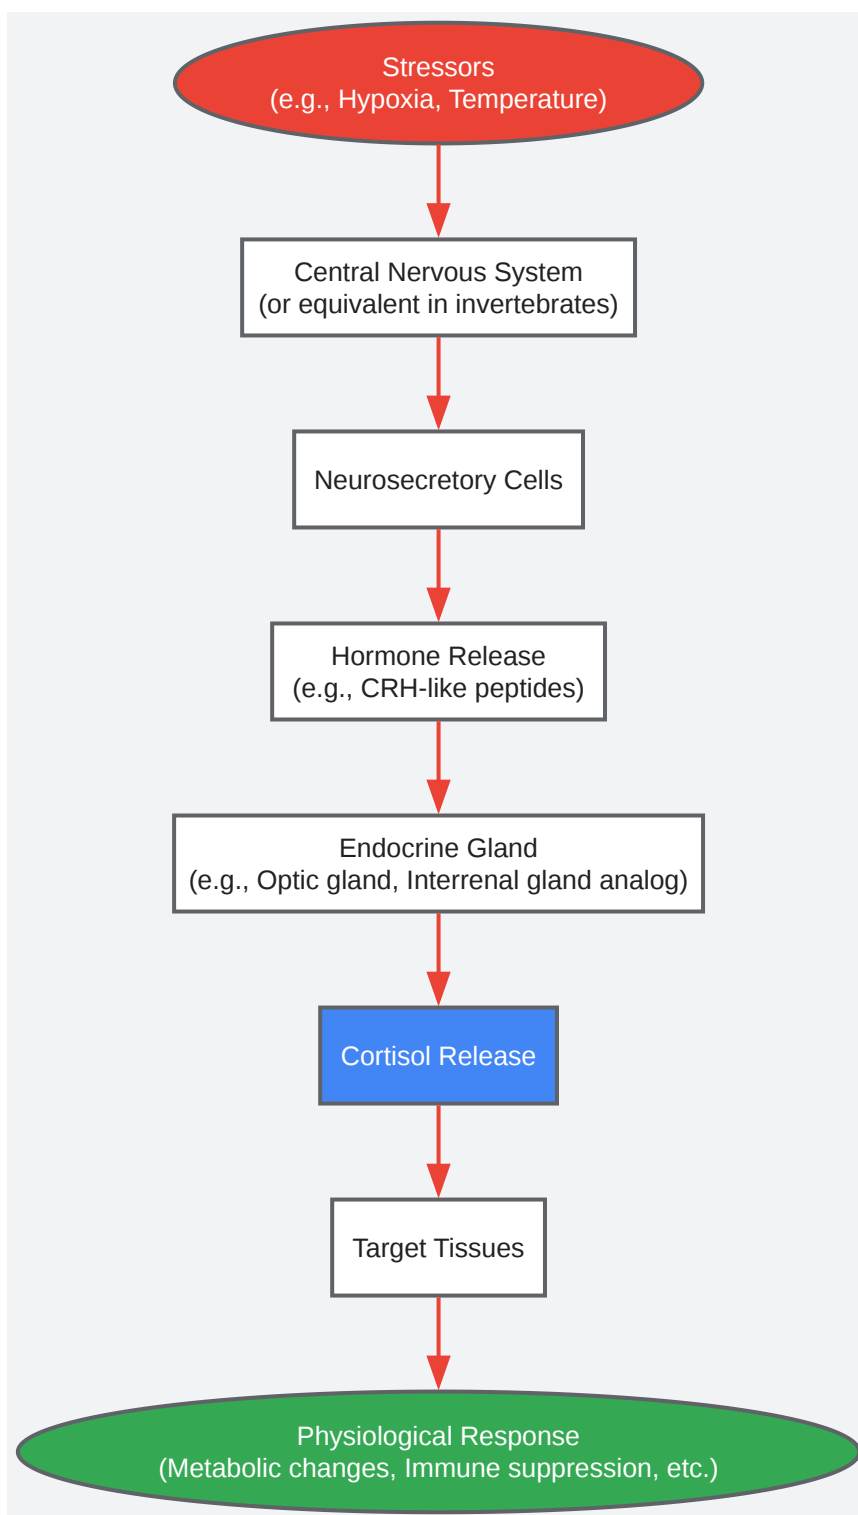 Stressors
(e.g., Hypoxia, Temperature)
Central Nervous System
(or equivalent in invertebrates)
Neurosecretory Cells
Hormone Release
(e.g., CRH-like peptides)
Endocrine Gland
(e.g., Optic gland, Interrenal gland analog)
Cortisol Release
Target Tissues
Physiological Response
(Metabolic changes, Immune suppression, etc.)